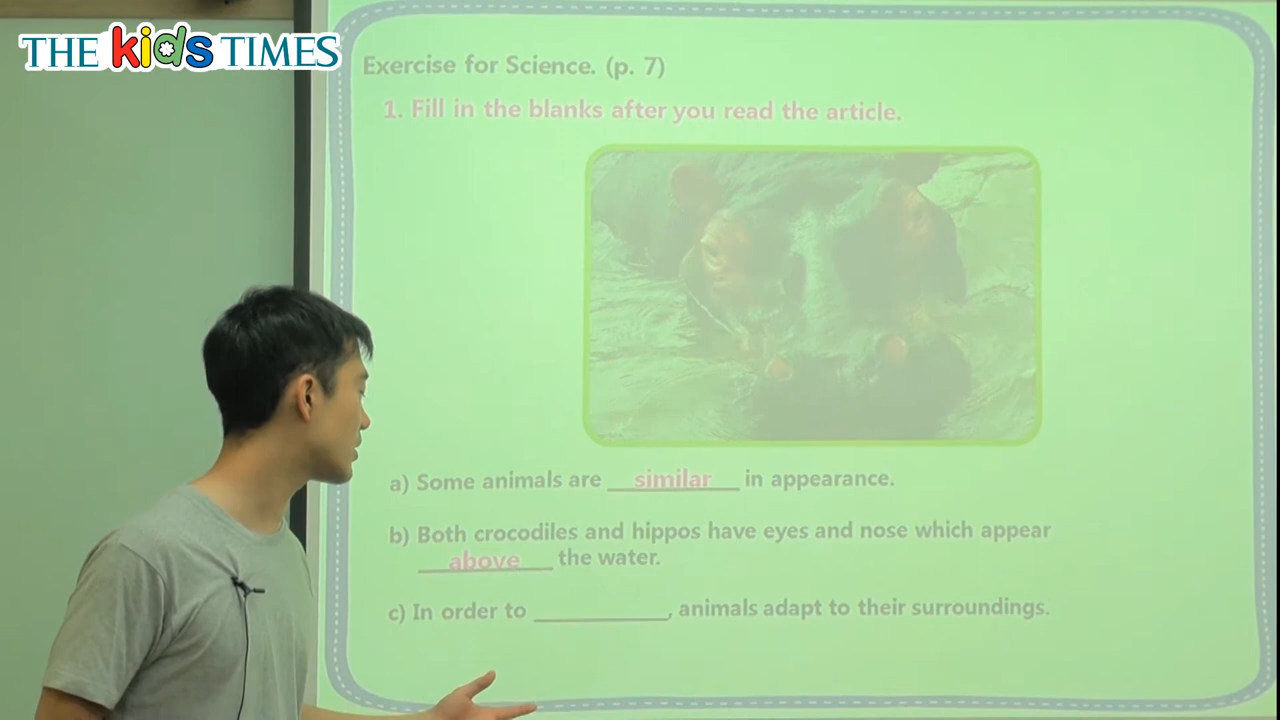 THE kids TIMES
Exercise for Science. (p. 7)
1. Fill in the blanks after you read the article.
a) Some animals are similar in appearance.
b) Both crocodiles and hippos have eyes and nose which appear
above the water.
c) In order to ____________, animals adapt to their surroundings.